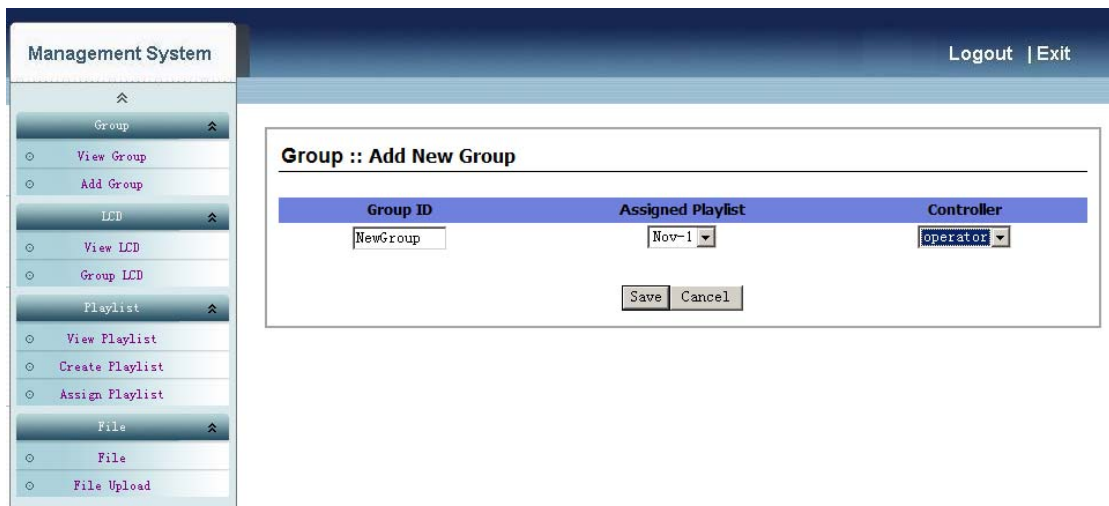 Management System
Logout | Exit
Group
View Group
Add Group
LCD
View LCD
Group LCD
Playlist
View Playlist
Create Playlist
Assign Playlist
File
File
File Upload
Group :: Add New Group
Group ID Assigned Playlist Controller
NewGroup Nov-1 operator
Save Cancel